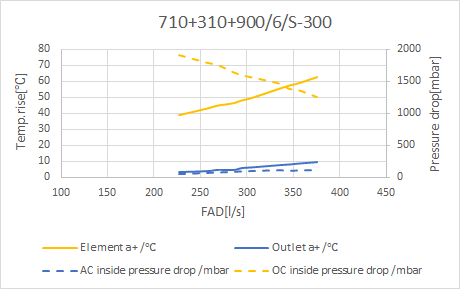 710+310+900/6/S-300
80
70
60
50
40
30
20
10
0
Temp.rise[°C]
2000
1500
1000
500
0
Pressure drop[mbar]
100 150 200 250 300 350 400 450
FAD[l/s]
Element a+ /°C
Outlet a+ /°C
AC inside pressure drop /mbar
OC inside pressure drop /mbar